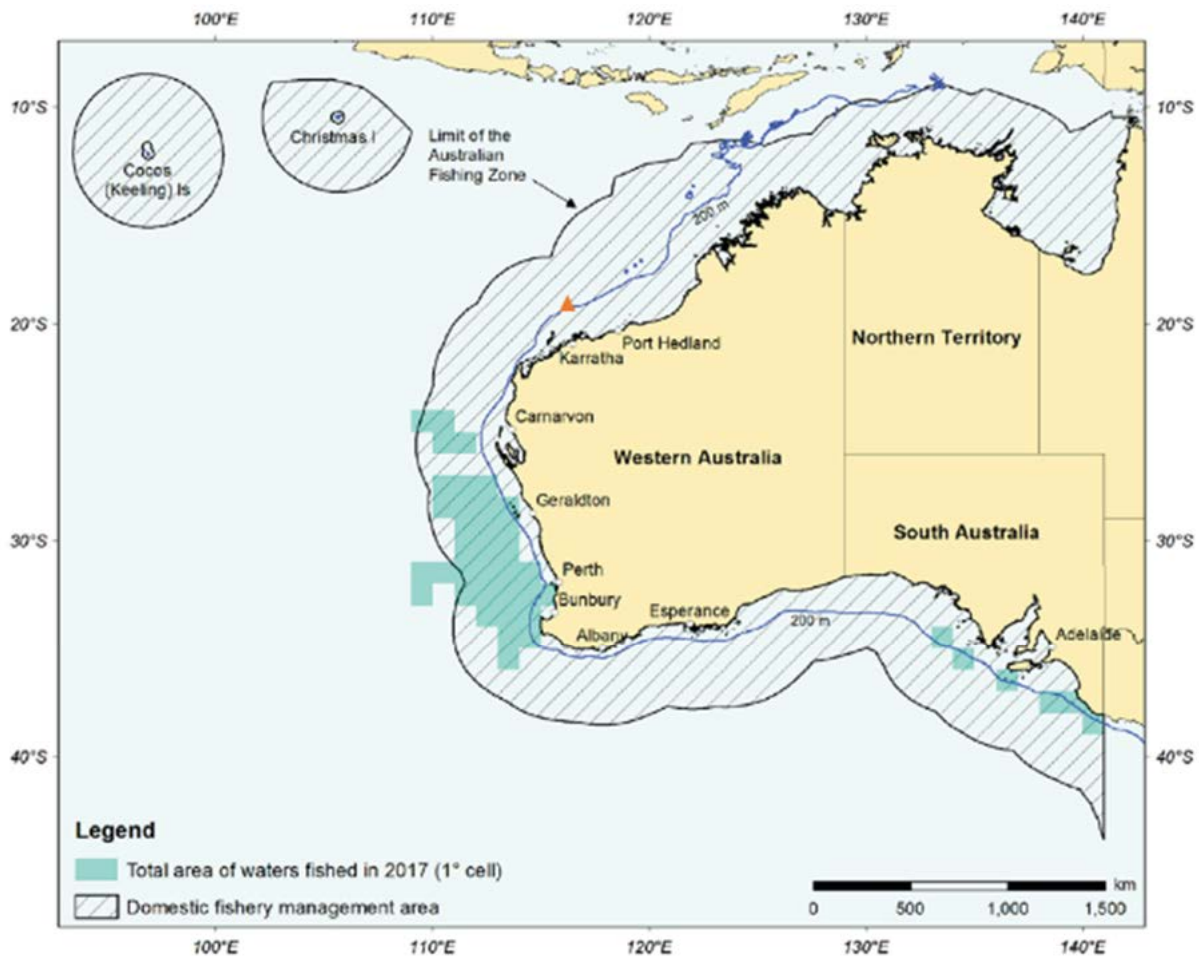 100°E 110°E 120°E 130°E 140°E
10°S 10°S
Christmas I
Limit of the
Australian
Fishing Zone
Cocos
(Keeling) Is
200 m
20°S 20°S
Northern Territory
Port Hedland
Karratha
Carnarvon
Western Australia
Geraldton
South Australia
30°S 30°S
Perth
Bunbury
Esperance
200 m
Albany
Adelaide
40°S 40°S
Legend
Total area of waters fished in 2017 (1° cell)
Domestic fishery management area
km
0 500 1,000 1,500
100°E 110°E 120°E 130°E 140°E